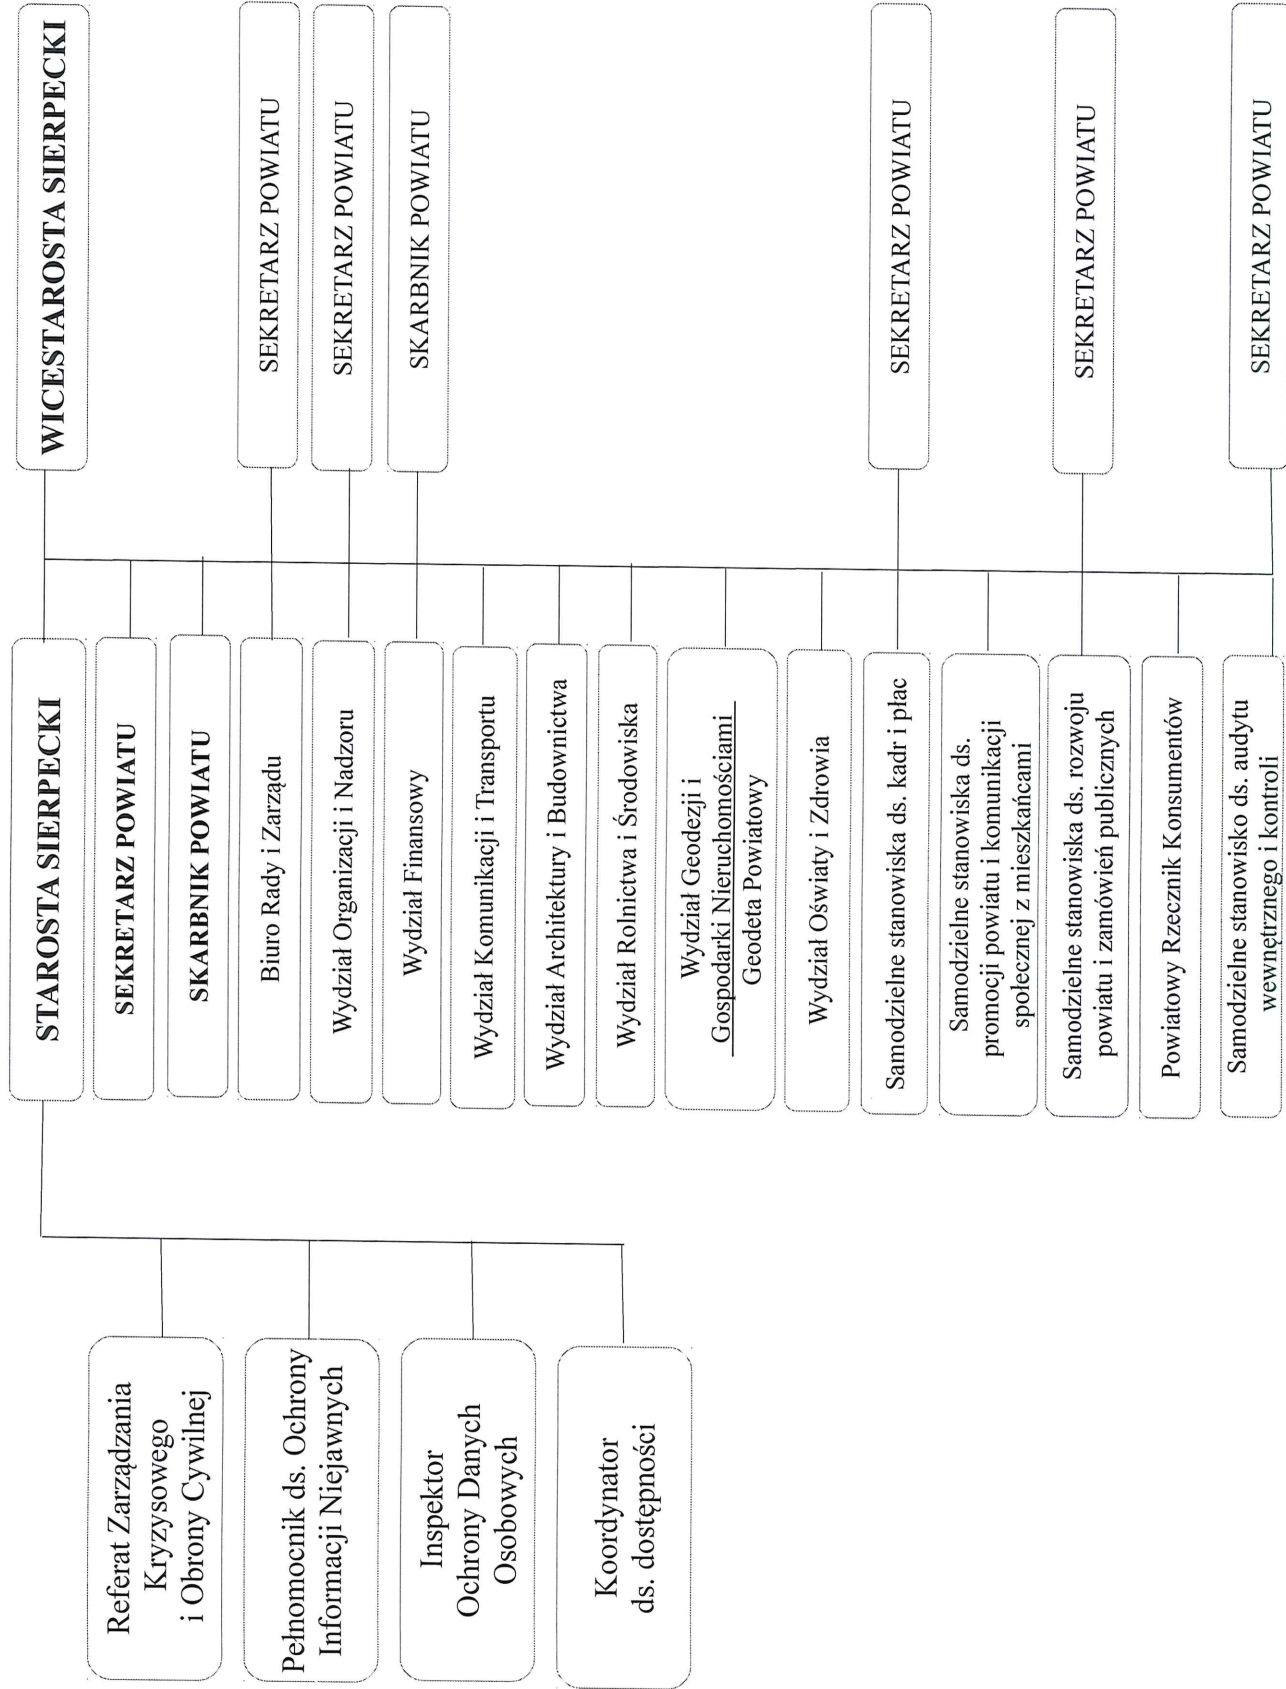 Referat Zarządzania
Kryzysowego
i Obrony Cywilnej
Pełnomocnik ds. Ochrony
Informacji Niejawnych
Inspektor
Ochrony Danych
Osobowych
Koordynator
ds. dostępności
STAROSTA SIERPECKI
SEKRETARZ POWIATU
SKARBNIK POWIATU
Biuro Rady i Zarządu
Wydział Organizacji i Nadzoru
Wydział Finansowy
Wydział Komunikacji i Transportu
Wydział Architektury i Budownictwa
Wydział Rolnictwa i Środowiska
Wydział Geodezji i
Gospodarki Nieruchomościami
Geodeta Powiatowy
Wydział Oświaty i Zdrowia
Samodzielne stanowiska ds. kadr i płac
Samodzielne stanowiska ds.
promocji powiatu i komunikacji
społecznej z mieszkańcami
Samodzielne stanowiska ds. rozwoju
powiatu i zamówień publicznych
Powiatowy Rzecznik Konsumentów
Samodzielne stanowisko ds. audytu
wewnętrznego i kontroli
WICESTAROSTA SIERPECKI
SEKRETARZ POWIATU
SEKRETARZ POWIATU
SKARBNIK POWIATU
SEKRETARZ POWIATU
SEKRETARZ POWIATU
SEKRETARZ POWIATU